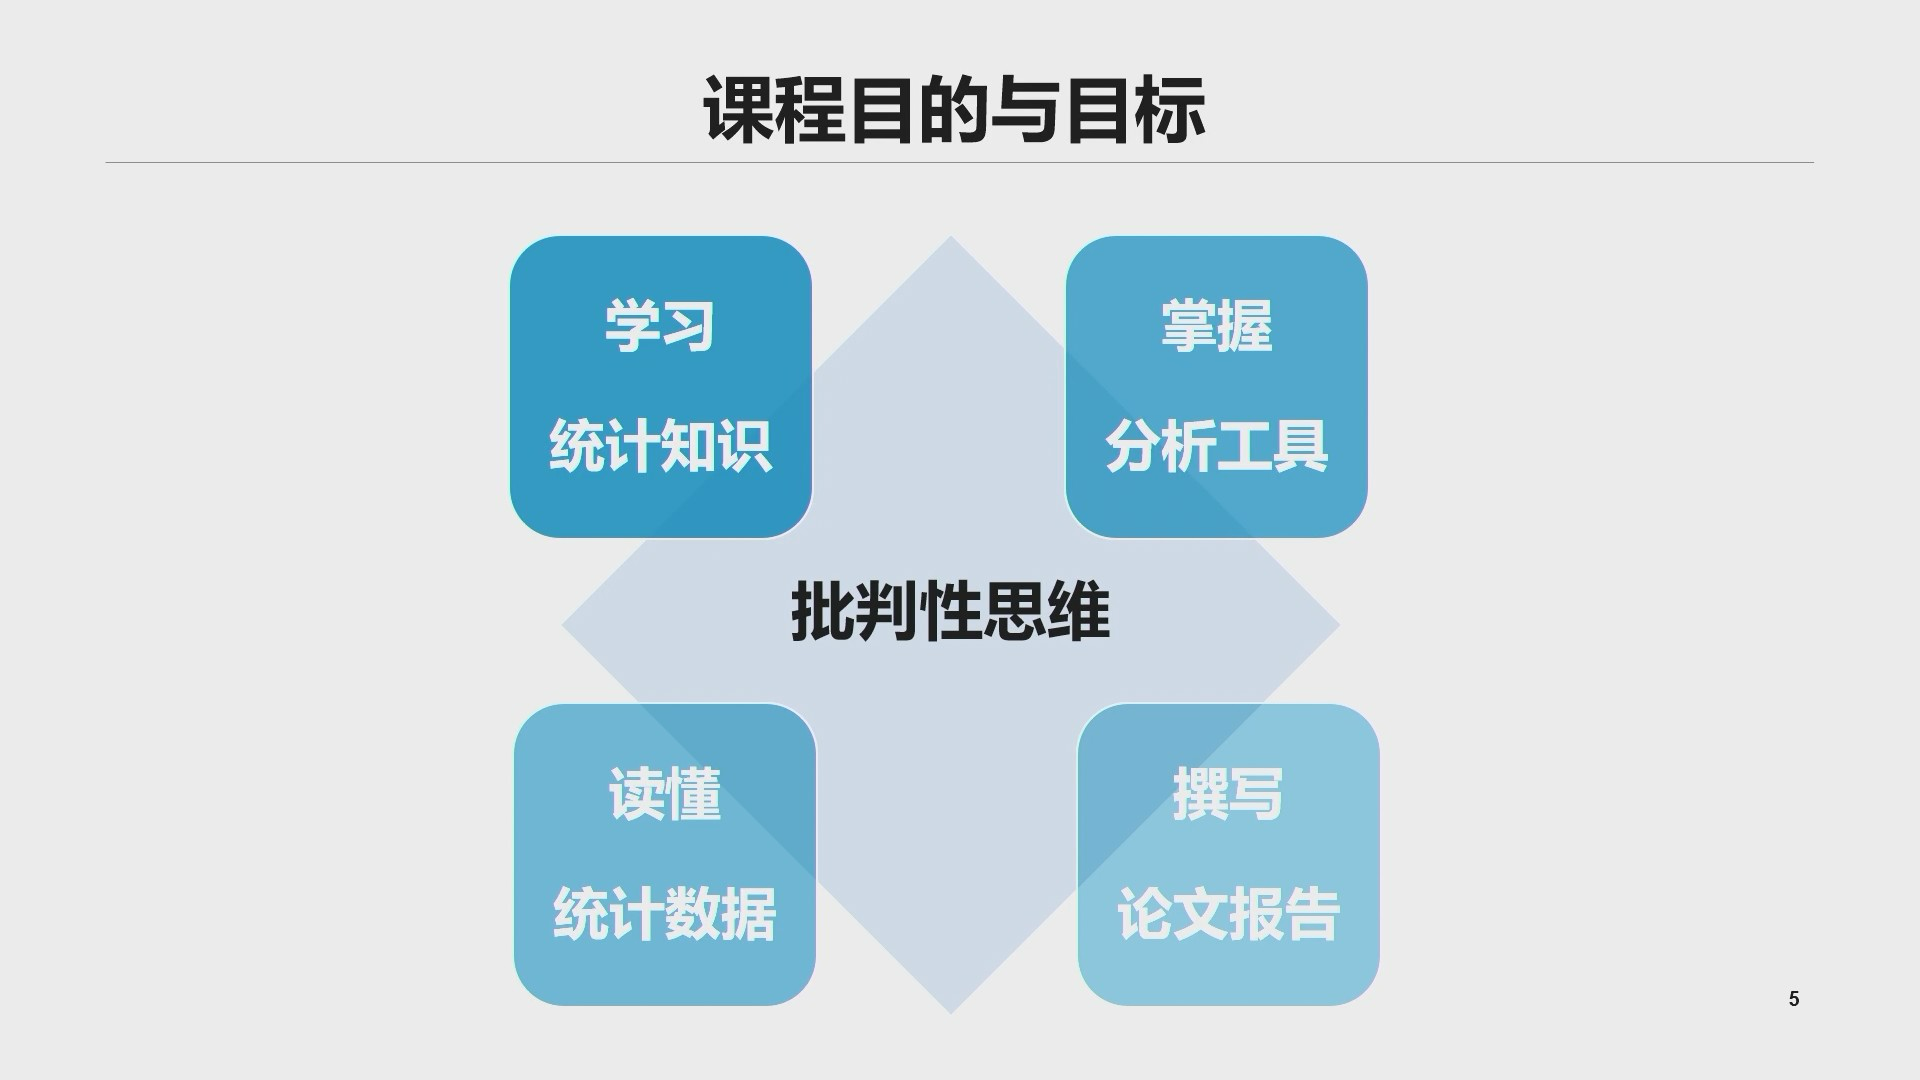 课程目的与目标
学习
统计知识
掌握
分析工具
批判性思维
读懂
统计数据
撰写
论文报告
5